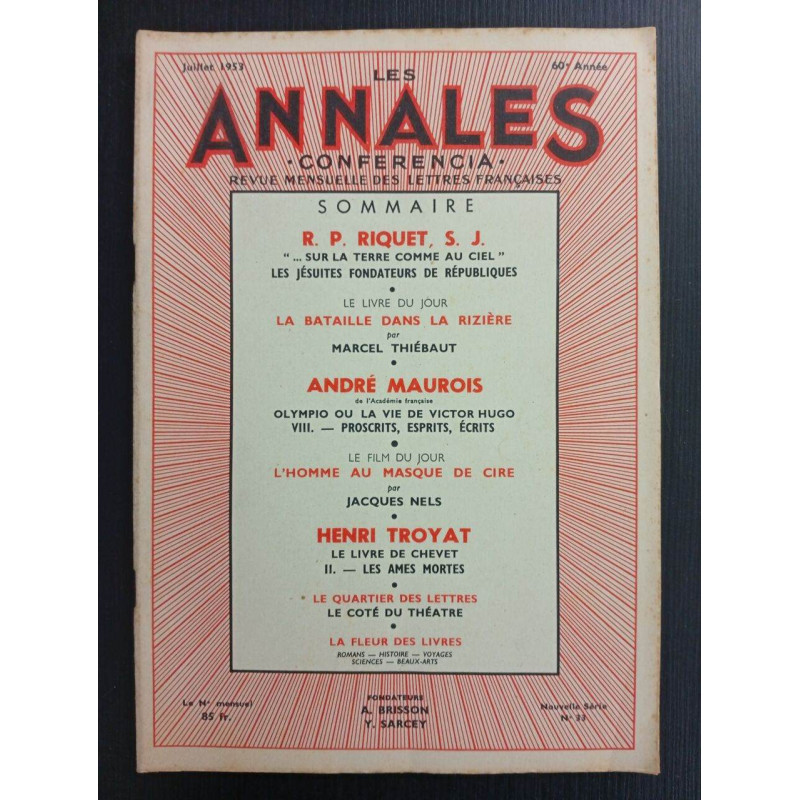 Juillet 1953
60e Année
LES
ANNALES
·CONFERENCIA·
REVUE MENSUELLE DES LETTRES FRANÇAISES
SOMMAIRE
R. P. RIQUET, S. J.
“ ... SUR LA TERRE COMME AU CIEL ”
LES JÉSUITES FONDATEURS DE RÉPUBLIQUES
•
LE LIVRE DU JOUR
LA BATAILLE DANS LA RIZIÈRE
par
MARCEL THIÉBAUT
•
ANDRÉ MAUROIS
de l'Académie française
OLYMPIO OU LA VIE DE VICTOR HUGO
VIII. — PROSCRITS, ESPRITS, ÉCRITS
•
LE FILM DU JOUR
L'HOMME AU MASQUE DE CIRE
par
JACQUES NELS
•
HENRI TROYAT
LE LIVRE DE CHEVET
II. — LES AMES MORTES
•
LE QUARTIER DES LETTRES
LE COTÉ DU THÉATRE
•
LA FLEUR DES LIVRES
ROMANS — HISTOIRE — VOYAGES
SCIENCES — BEAUX-ARTS
Le No mensuel
85 Fr.
FONDATEURS
A. BRISSON
Y. SARCEY
Nouvelle Série
No 33